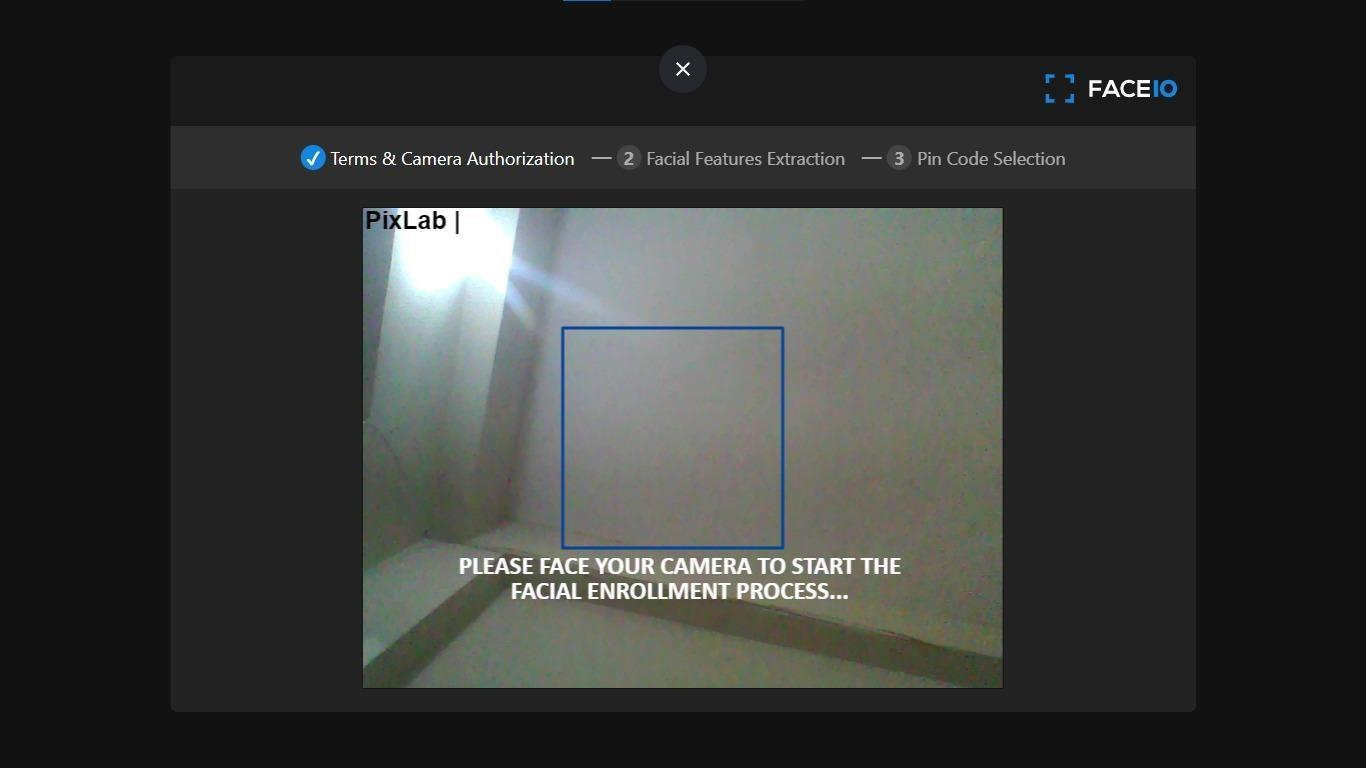 FACEIO
✓ Terms & Camera Authorization — 2 Facial Features Extraction — 3 Pin Code Selection
PixLab |
PLEASE FACE YOUR CAMERA TO START THE
FACIAL ENROLLMENT PROCESS...